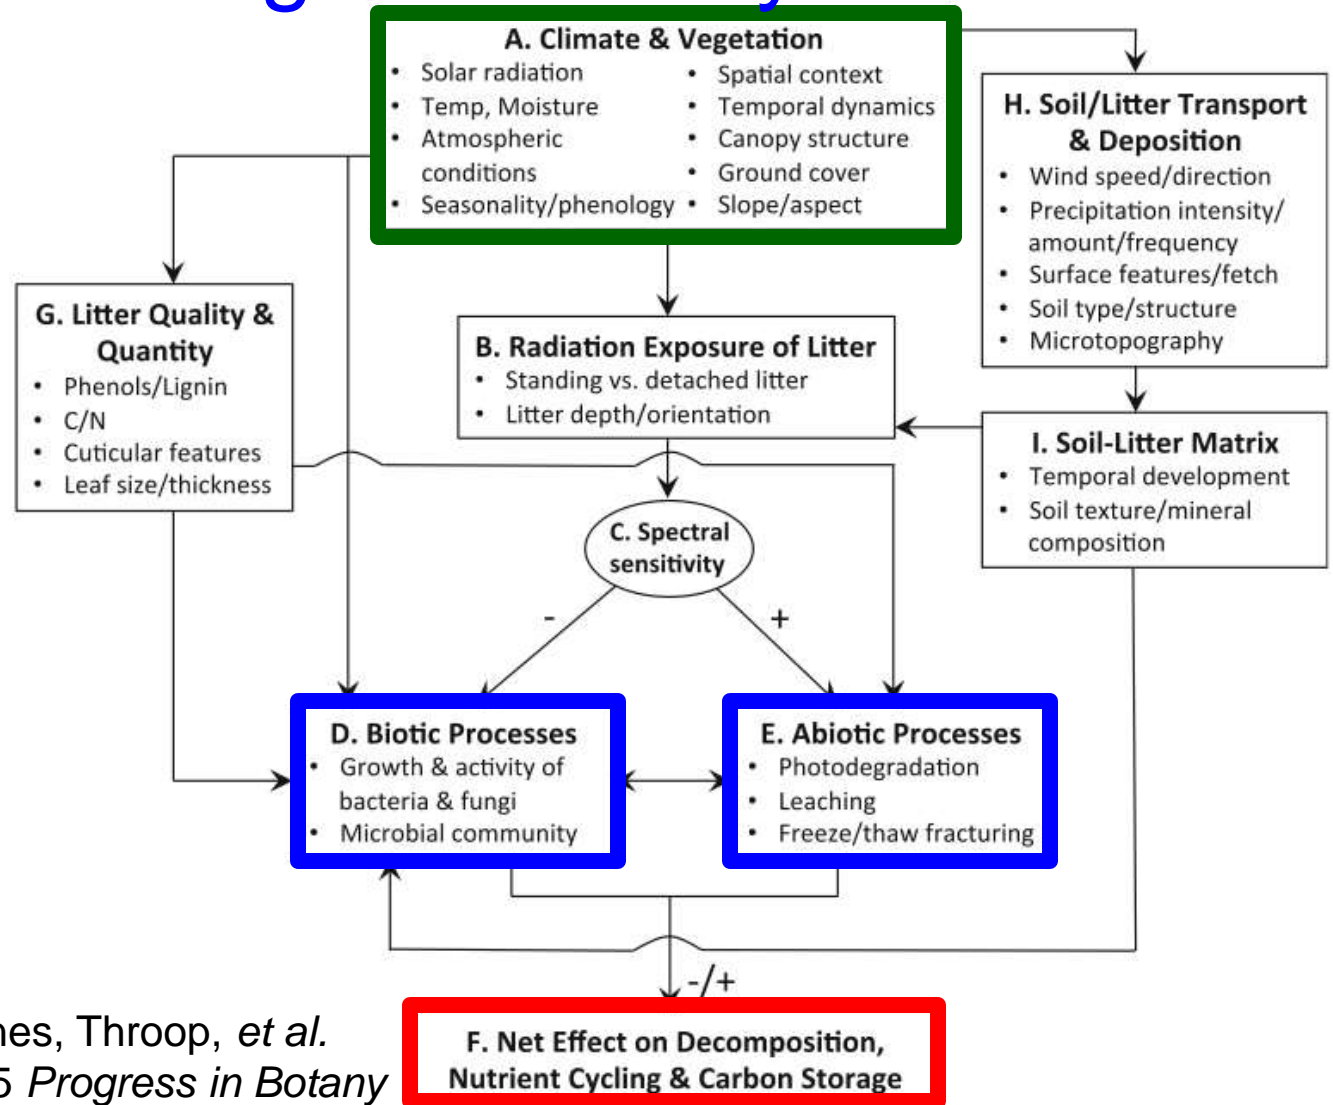 A. Climate & Vegetation
• Solar radiation
• Temp, Moisture
• Atmospheric
conditions
• Seasonality/phenology
• Spatial context
• Temporal dynamics
• Canopy structure
• Ground cover
• Slope/aspect
H. Soil/Litter Transport
& Deposition
• Wind speed/direction
• Precipitation intensity/
amount/frequency
• Surface features/fetch
• Soil type/structure
• Microtopography
G. Litter Quality &
Quantity
• Phenols/Lignin
• C/N
• Cuticular features
• Leaf size/thickness
B. Radiation Exposure of Litter
• Standing vs. detached litter
• Litter depth/orientation
I. Soil-Litter Matrix
• Temporal development
• Soil texture/mineral
composition
C. Spectral
sensitivity
-
+
D. Biotic Processes
• Growth & activity of
bacteria & fungi
• Microbial community
E. Abiotic Processes
• Photodegradation
• Leaching
• Freeze/thaw fracturing
-/+
F. Net Effect on Decomposition,
Nutrient Cycling & Carbon Storage
nes, Throop, et al.
5 Progress in Botany